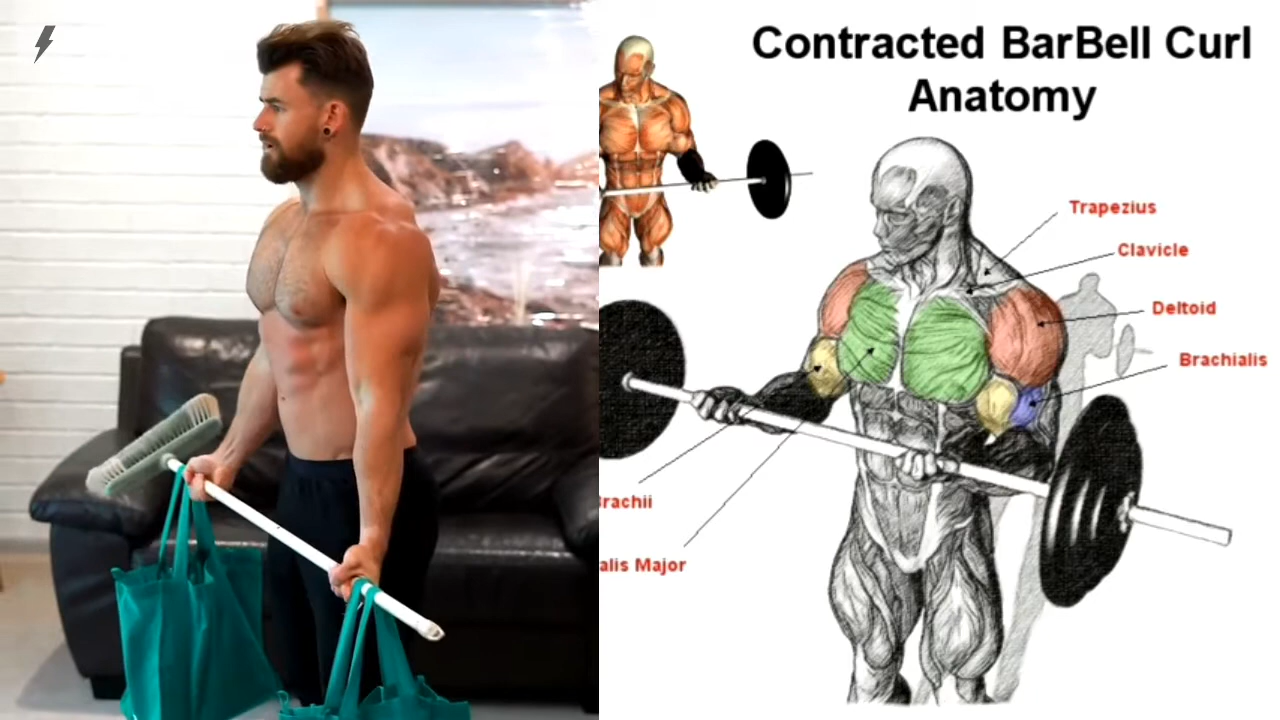 Contracted BarBell Curl
Anatomy
Trapezius
Clavicle
Deltoid
Brachialis
Brachii
alis Major